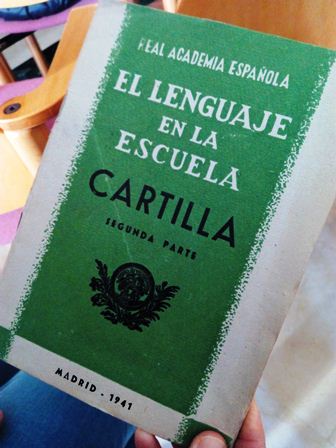 REAL ACADEMIA ESPAÑOLA
EL LENGUAJE
EN LA
ESCUELA
CARTILLA
SEGUNDA PARTE
MADRID - 1941